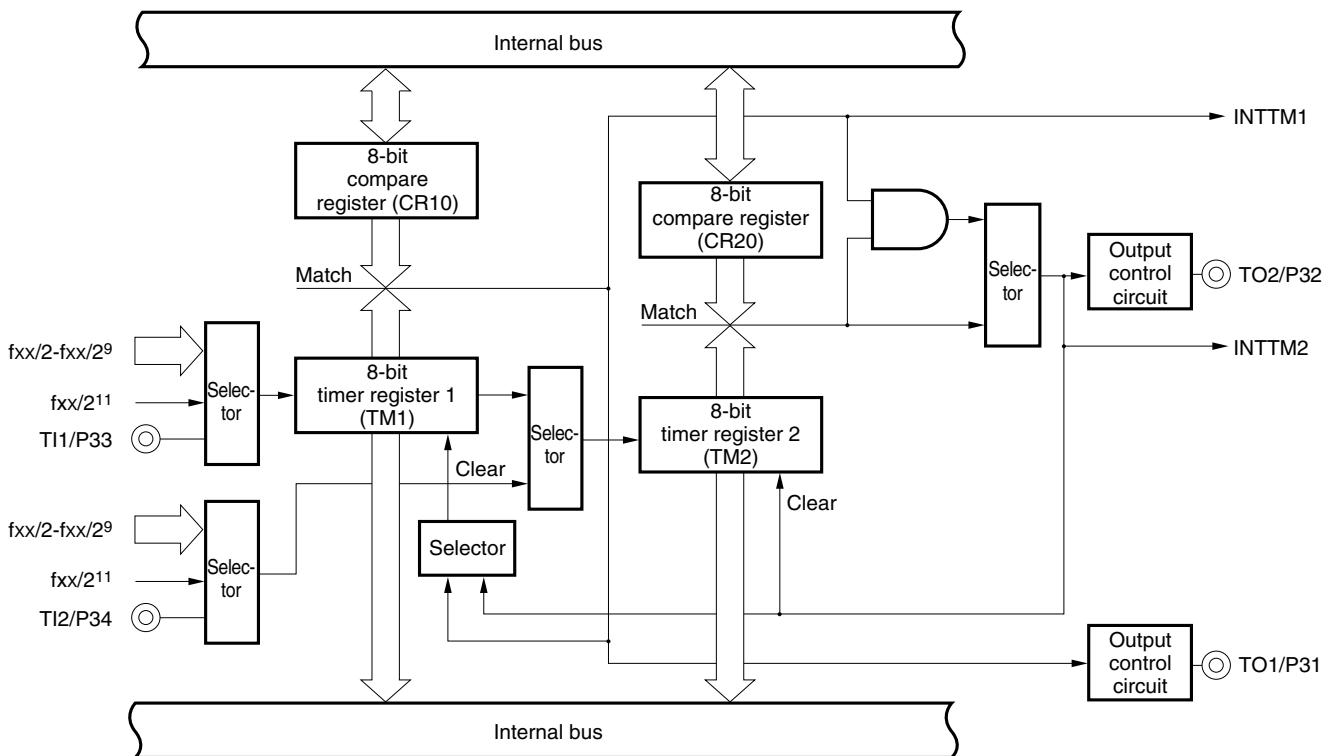 Internal bus
INTTM1
8-bit
compare
register (CR10)
8-bit
compare register
(CR20)
Selec-
tor
Output
control
circuit
TO2/P32
Match
Match
INTTM2
fxx/2-fxx/2⁹
fxx/2¹¹
TI1/P33
Selec-
tor
8-bit
timer register 1
(TM1)
Selec-
tor
8-bit
timer register 2
(TM2)
Clear
Clear
fxx/2-fxx/2⁹
fxx/2¹¹
TI2/P34
Selec-
tor
Selector
Output
control
circuit
TO1/P31
Internal bus